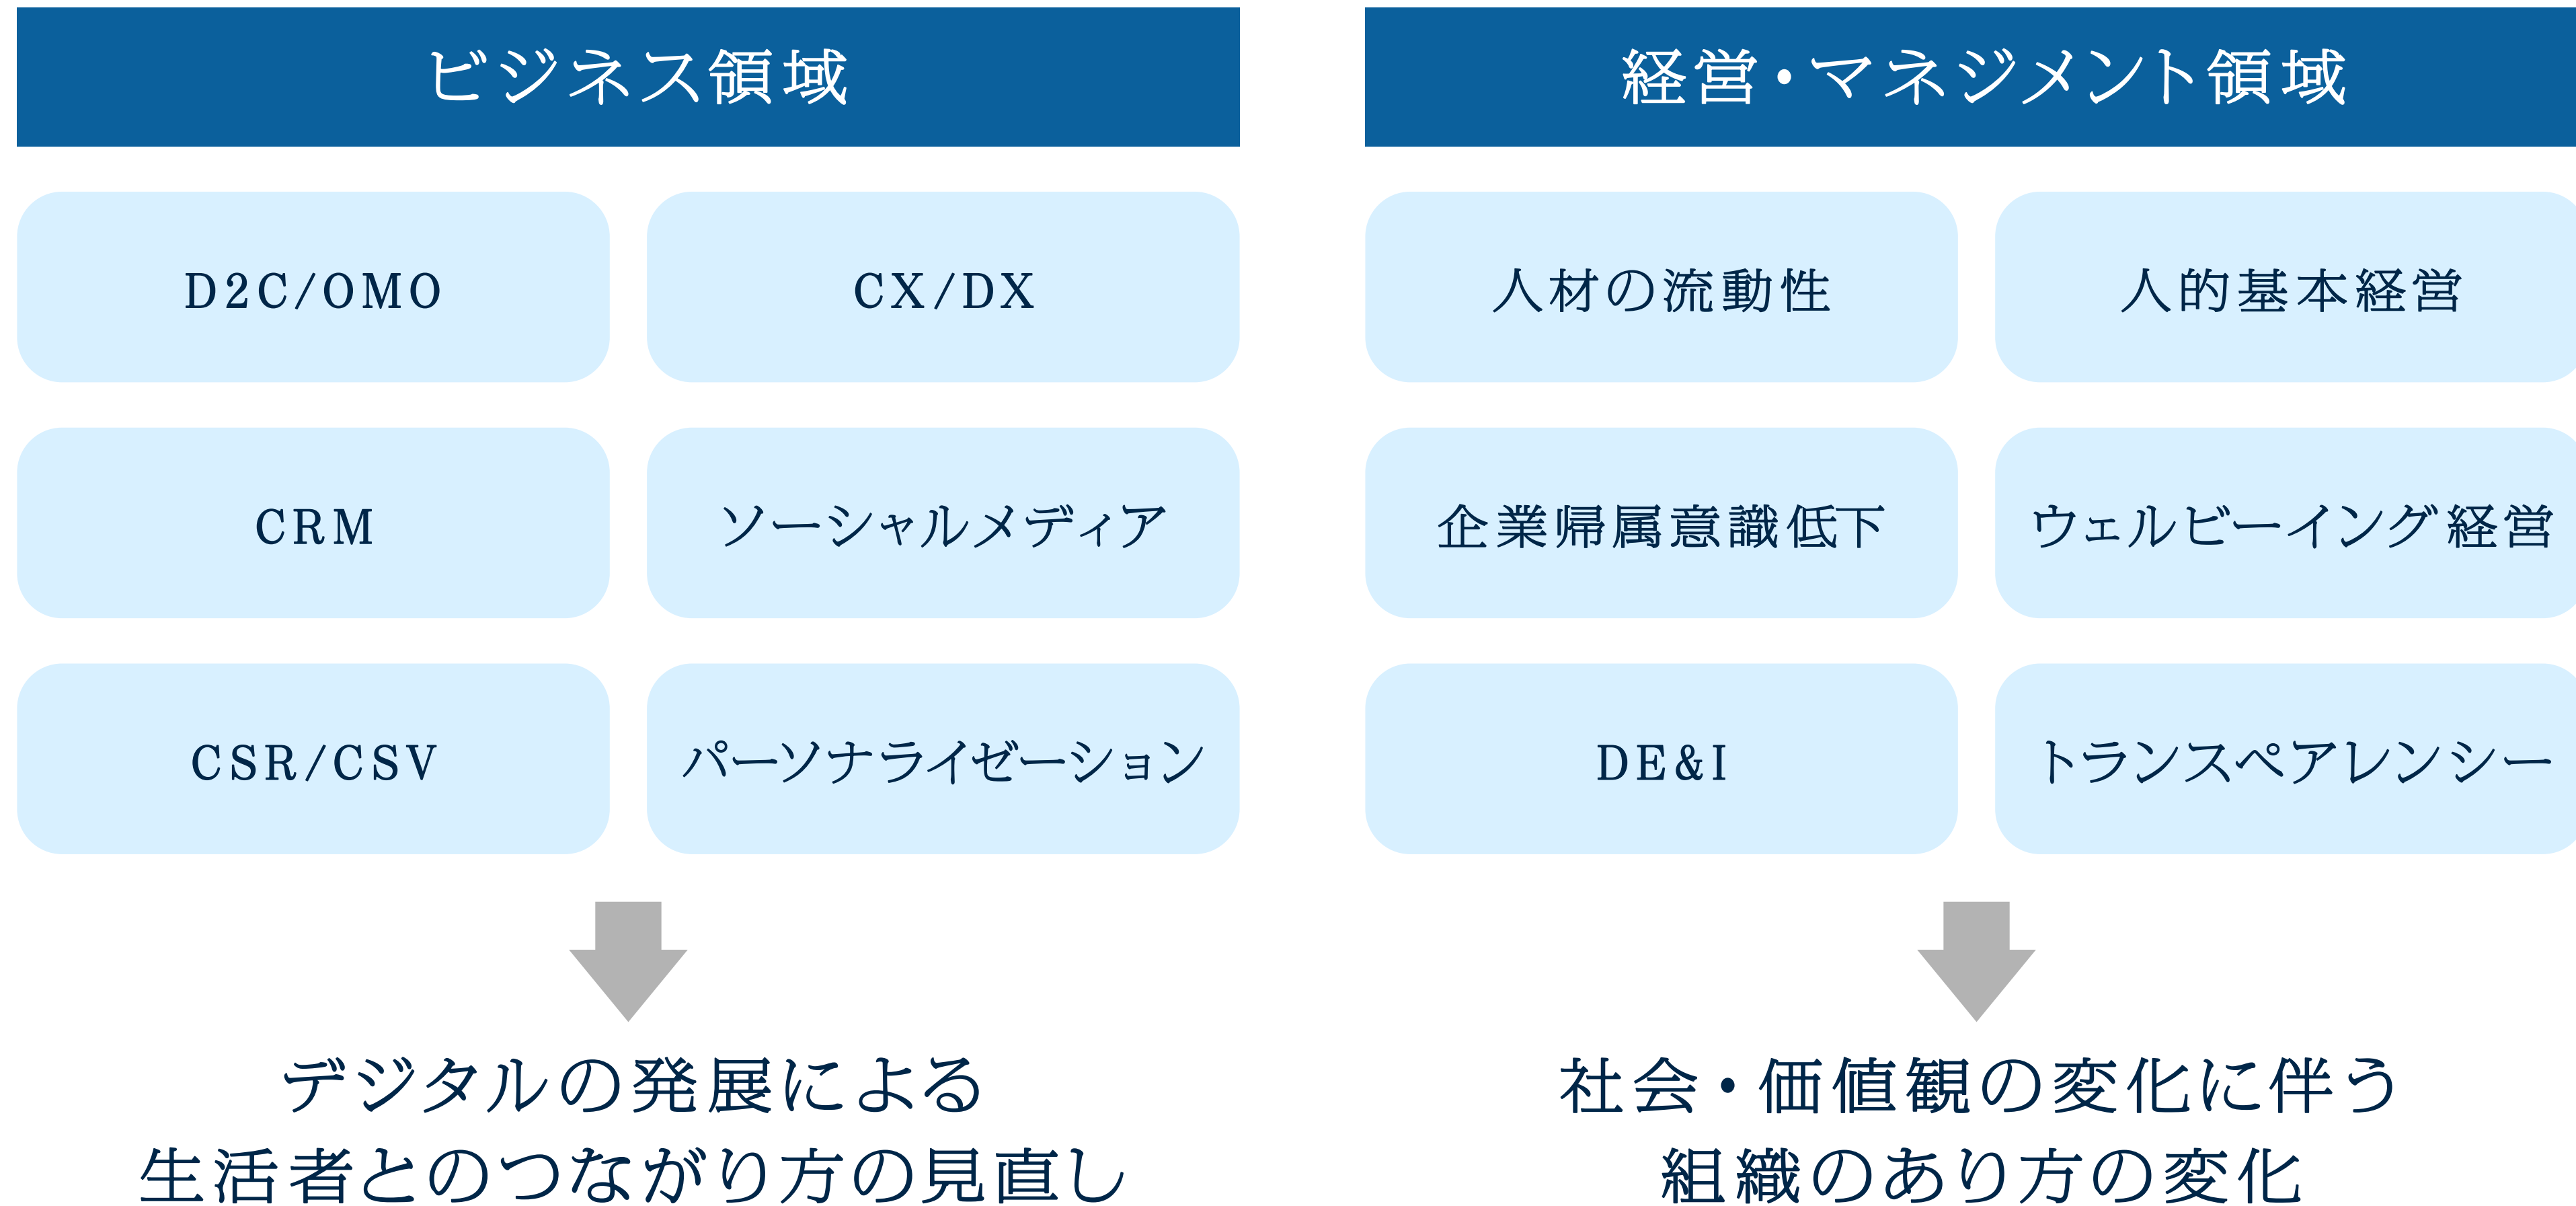 ビジネス領域
D2C/OMO
CX/DX
CRM
ソーシャルメディア
CSR/CSV
パーソナライゼーション
デジタルの発展による
生活者とのつながり方の見直し
経営・マネジメント領域
人材の流動性
人的基本経営
企業帰属意識低下
ウェルビーイング経営
DE&I
トランスペアレンシー
社会・価値観の変化に伴う
組織のあり方の変化